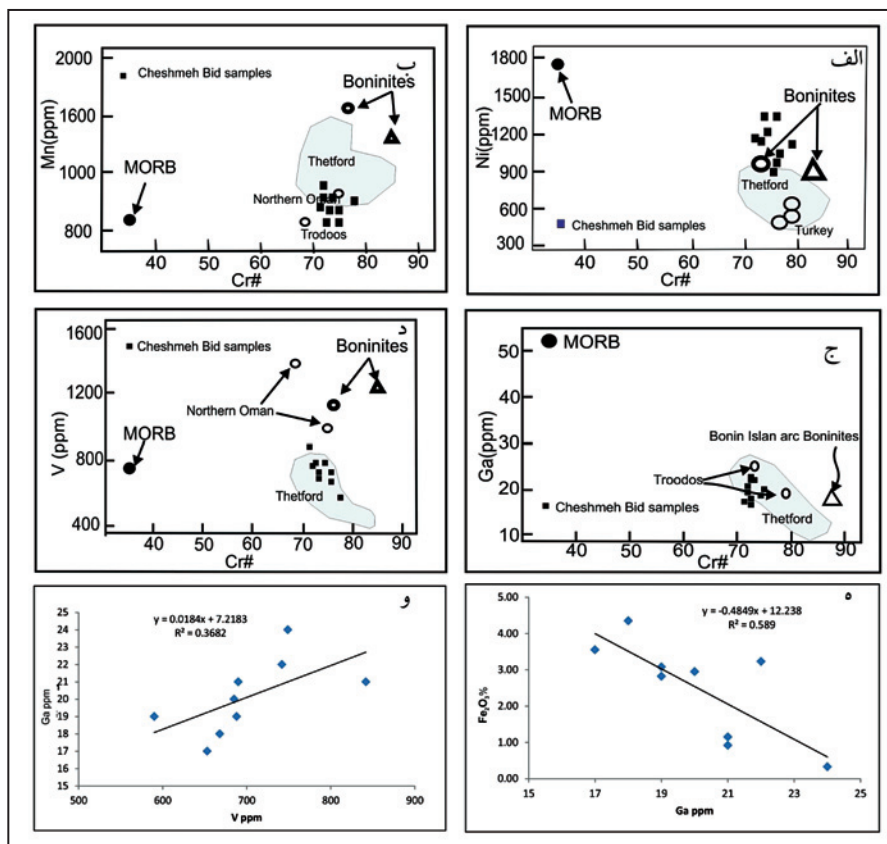 الف
Ni(ppm)
1800
1500
1200
900
600
300
MORB
Boninites
Thetford
Turkey
Cheshmeh Bid samples
40 50 60 70 80 90
Cr#
ب
Mn(ppm)
2000
1600
1000
800
Cheshmeh Bid samples
Boninites
Thetford
MORB
Northern Oman
Trodoos
40 50 60 70 80 90
Cr#
ج
Ga(ppm)
50
40
30
20
10
MORB
Bonin Islan arc Boninites
Troodos
Cheshmeh Bid samples
Thetford
40 50 60 70 80 90
Cr#
د
V (ppm)
1600
1200
800
400
Cheshmeh Bid samples
Boninites
Northern Oman
MORB
Thetford
40 50 60 70 80 90
Cr#
ه
y = -0.4849x + 12.238
R² = 0.589
Fe₂O₃%
5.00
4.00
3.00
2.00
1.00
0.00
15 17 19 21 23 25
Ga ppm
و
y = 0.0184x + 7.2183
R² = 0.3682
Ga ppm
25
24
23
22
21
20
19
18
17
16
15
500 600 700 800 900
V ppm